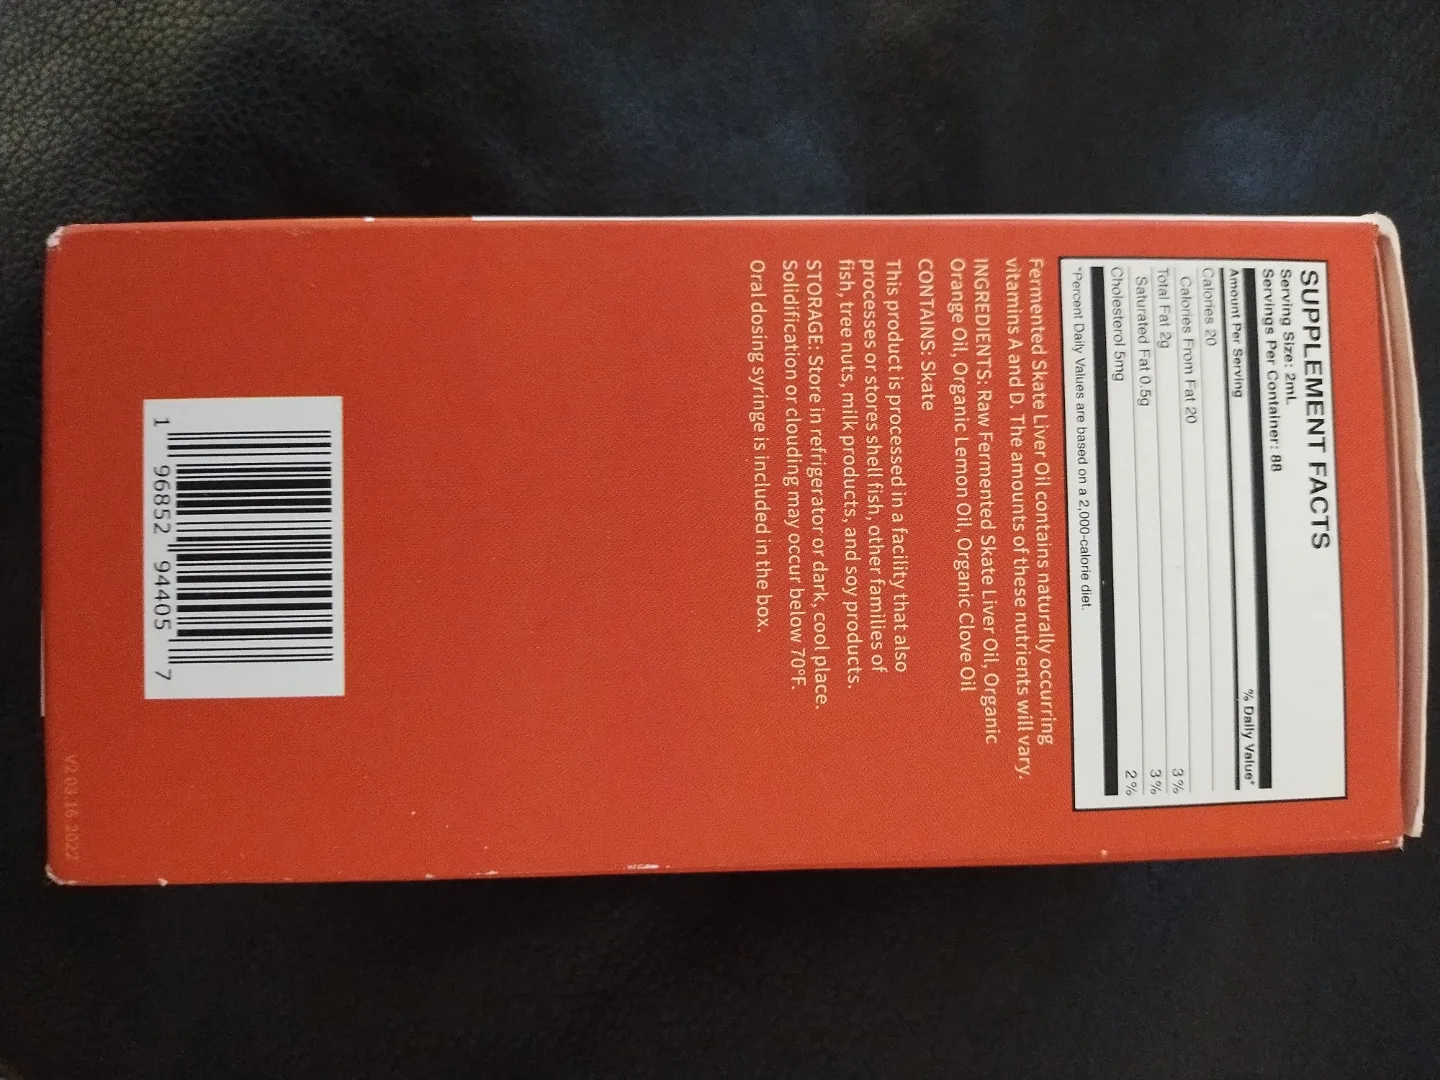 SUPPLEMENT FACTS
Serving Size: 2mL
Servings Per Container: 88
Amount Per Serving % Daily Value*
Calories 20
Calories From Fat 20
Total Fat 2g 3%
Saturated Fat 0.5g 3%
Cholesterol 5mg 2%
*Percent Daily Values are based on a 2,000-calorie diet.
Fermented Skate Liver Oil contains naturally occurring
vitamins A and D. The amounts of these nutrients will vary.
INGREDIENTS: Raw Fermented Skate Liver Oil, Organic
Orange Oil, Organic Lemon Oil, Organic Clove Oil
CONTAINS: Skate
This product is processed in a facility that also
processes or stores shell fish, other families of
fish, tree nuts, milk products, and soy products.
STORAGE: Store in refrigerator or dark, cool place.
Solidification or clouding may occur below 70°F.
Oral dosing syringe is included in the box.
1 96852 94405 7
V2 03.16.2022